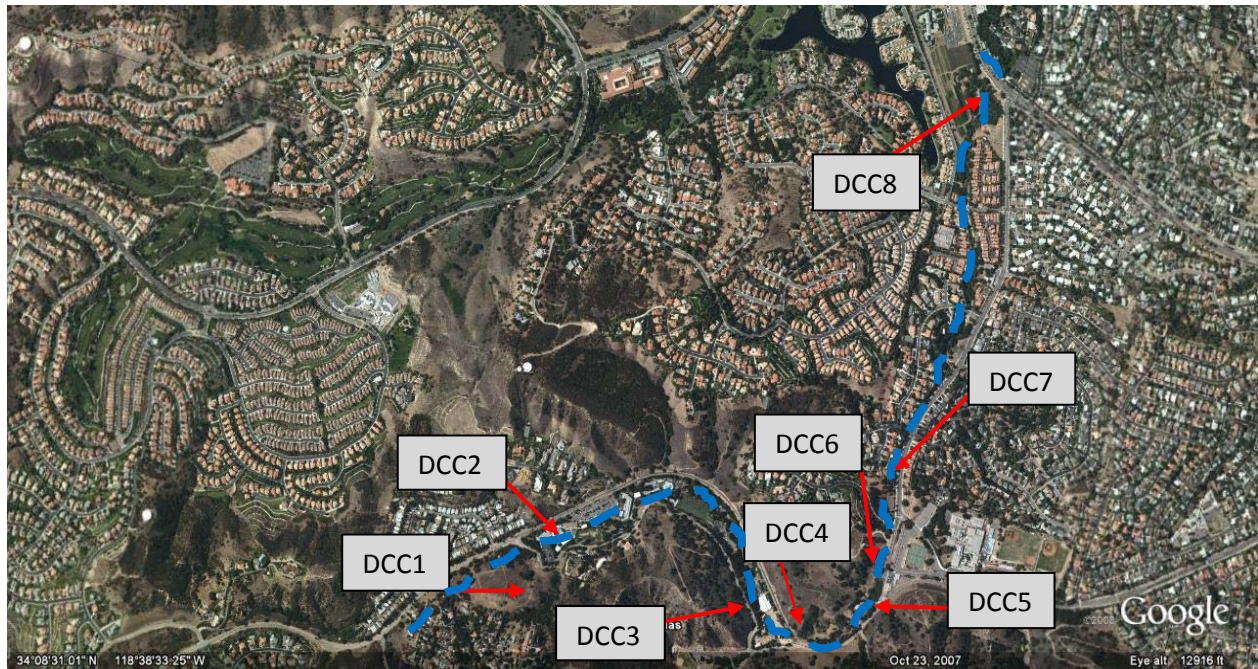 DCC8
DCC7
DCC6
DCC2
DCC4
DCC1
DCC5
DCC3
las
©2008 Google
34°08'31.01" N 118°38'33.25" W Oct 23, 2007 Eye alt 12916 ft